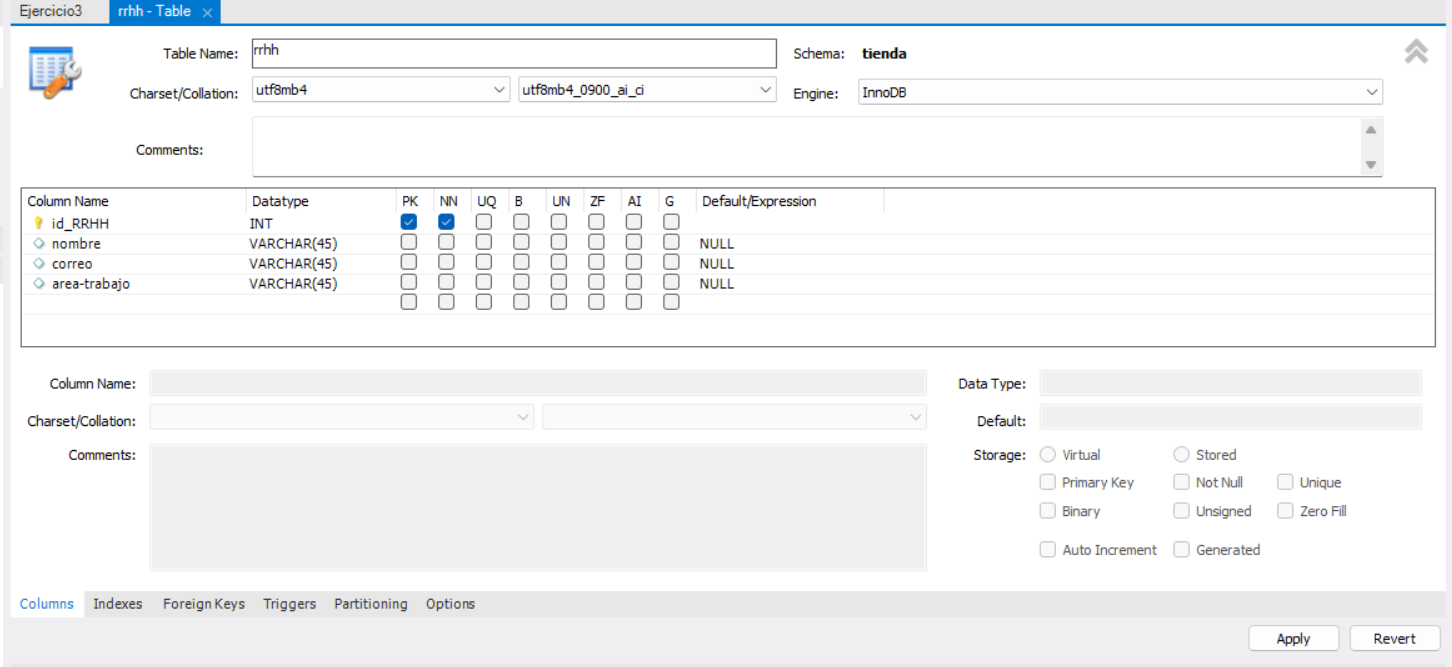 Ejercicio3 rrhh - Table ×
Table Name: rrhh Schema: tienda
Charset/Collation: utf8mb4 utf8mb4_0900_ai_ci Engine: InnoDB
Comments:
Column Name Datatype PK NN UQ B UN ZF AI G Default/Expression
id_RRHH INT
nombre VARCHAR(45) NULL
correo VARCHAR(45) NULL
area-trabajo VARCHAR(45) NULL
Column Name: Data Type:
Charset/Collation: Default:
Comments: Storage: Virtual Stored
Primary Key Not Null Unique
Binary Unsigned Zero Fill
Auto Increment Generated
Columns Indexes Foreign Keys Triggers Partitioning Options
Apply Revert